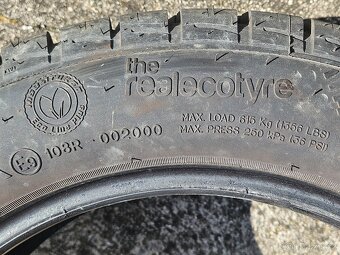 the
realecotyre
ECO LINE PLUS
MAX. LOAD 615 kg (1356 LBS)
MAX. PRESS 250 kPa (36 PSI)
E9 103R - 002000